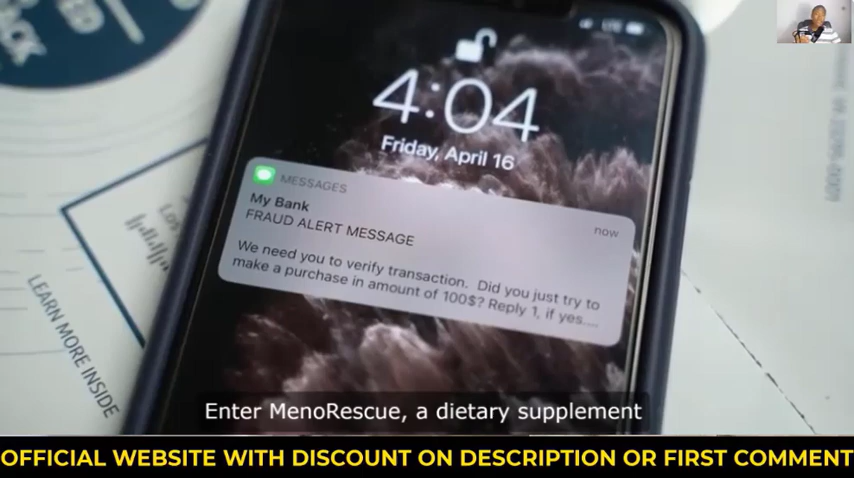 4:04
Friday, April 16
MESSAGES
now
My Bank
FRAUD ALERT MESSAGE
We need you to verify transaction. Did you just try to
make a purchase in amount of 100$? Reply 1, if yes....
LEARN MORE INSIDE
Enter MenoRescue, a dietary supplement
OFFICIAL WEBSITE WITH DISCOUNT ON DESCRIPTION OR FIRST COMMENT